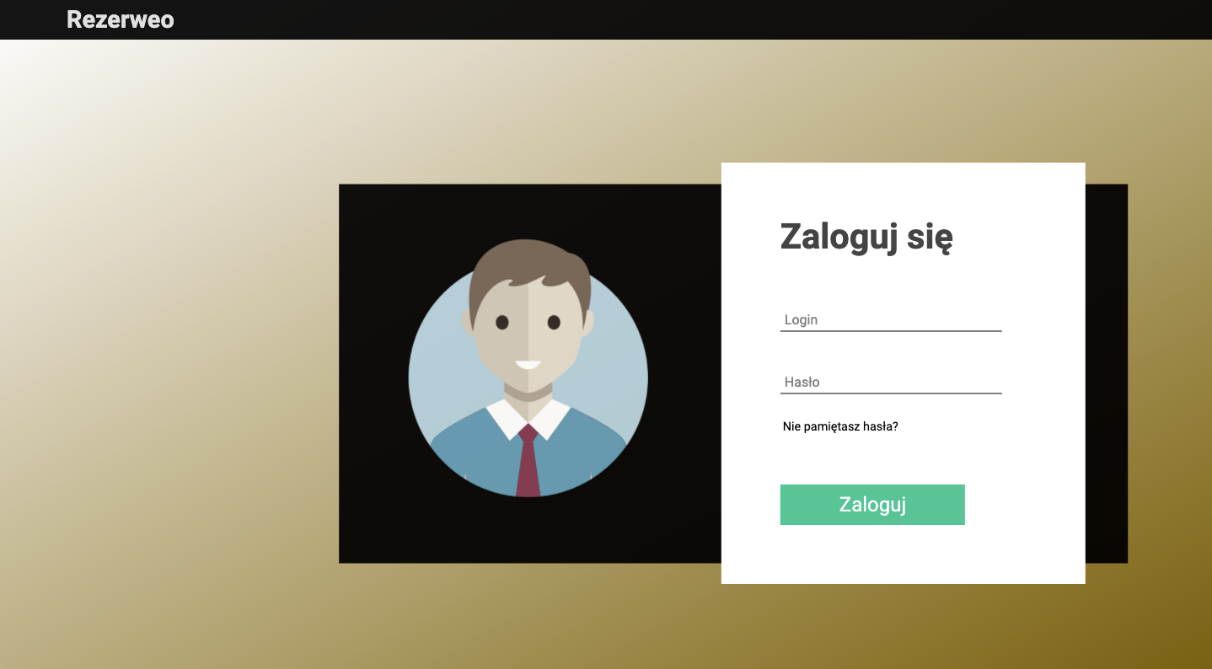 Rezerweo
Zaloguj się
Login
Hasło
Nie pamiętasz hasła?
Zaloguj